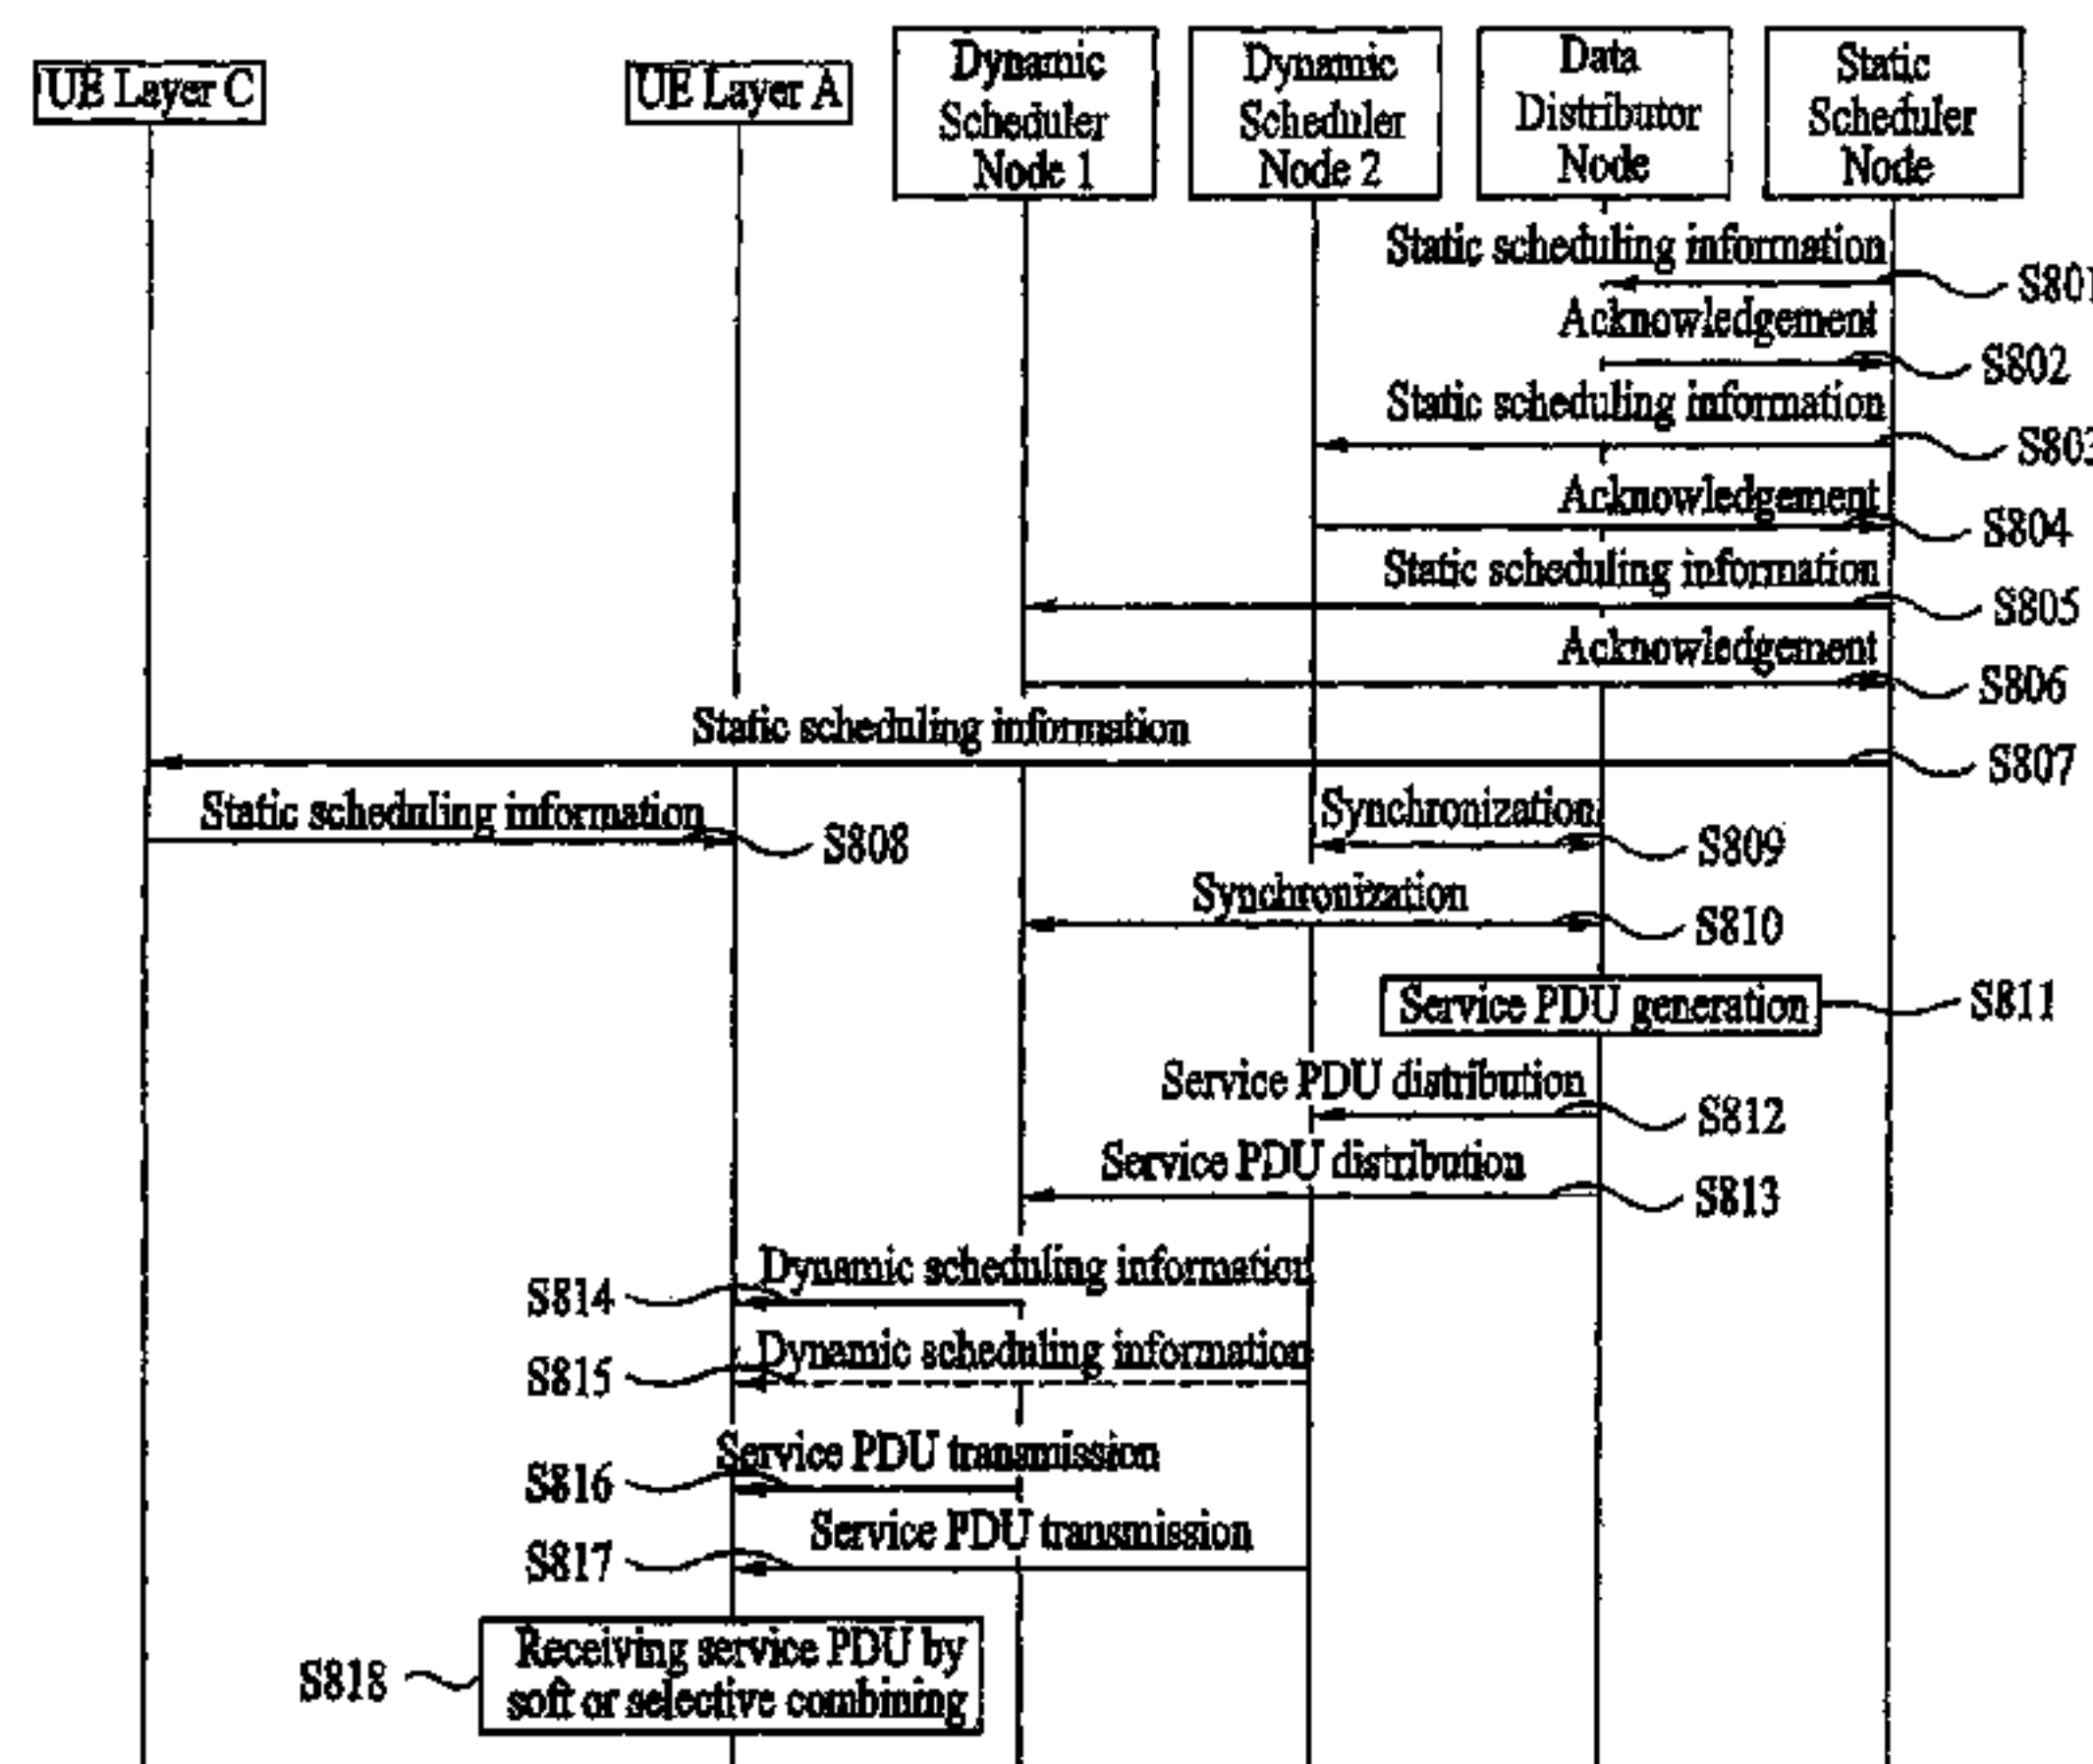 UE Layer C
UE Layer A
Dynamic
Scheduler
Node 1
Dynamic
Scheduler
Node 2
Data
Distributor
Node
Static
Scheduler
Node
Static scheduling information
S801
Acknowledgement
S802
Static scheduling information
S803
Acknowledgement
S804
Static scheduling information
S805
Acknowledgement
S806
Static scheduling information
S807
Static scheduling information
S808
Synchronization
S809
Synchronization
S810
Service PDU generation
S811
Service PDU distribution
S812
Service PDU distribution
S813
Dynamic scheduling information
S814
Dynamic scheduling information
S815
Service PDU transmission
S816
Service PDU transmission
S817
Receiving service PDU by
soft or selective combining
S818